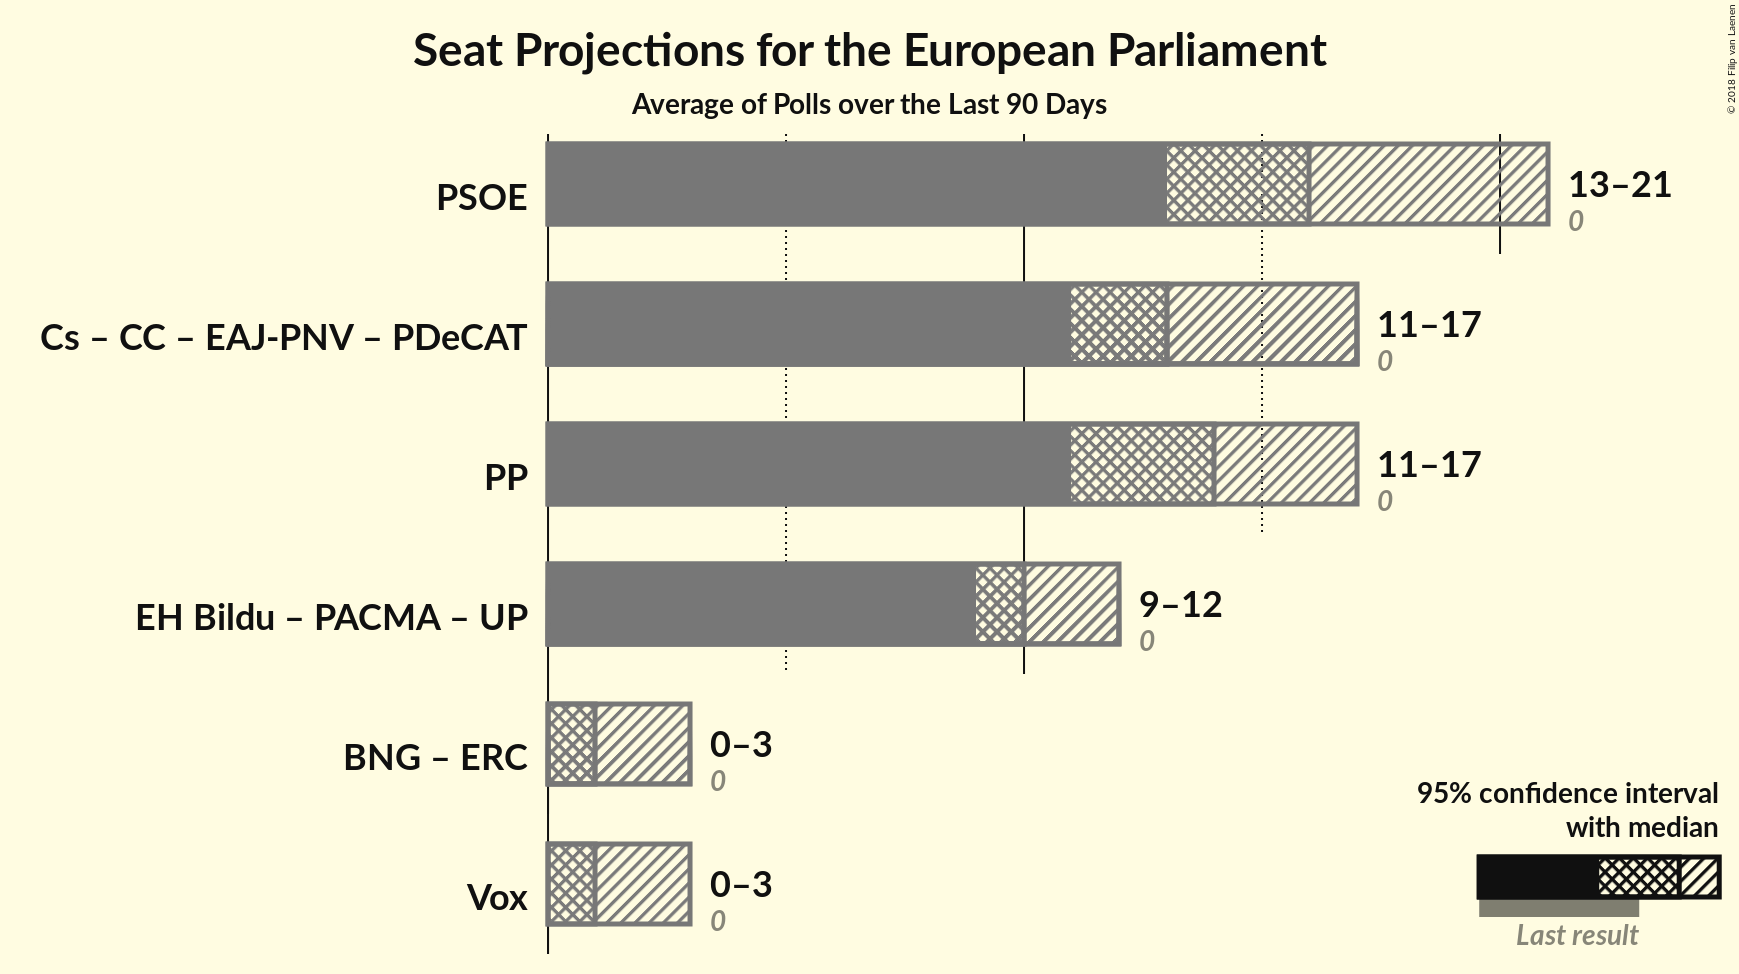 Seat Projections for the European Parliament
Average of Polls over the Last 90 Days
© 2018 Filip van Laenen
PSOE
13–21
0
Cs – CC – EAJ-PNV – PDeCAT
11–17
0
PP
11–17
0
EH Bildu – PACMA – UP
9–12
0
BNG – ERC
0–3
0
Vox
0–3
0
95% confidence interval
with median
Last result